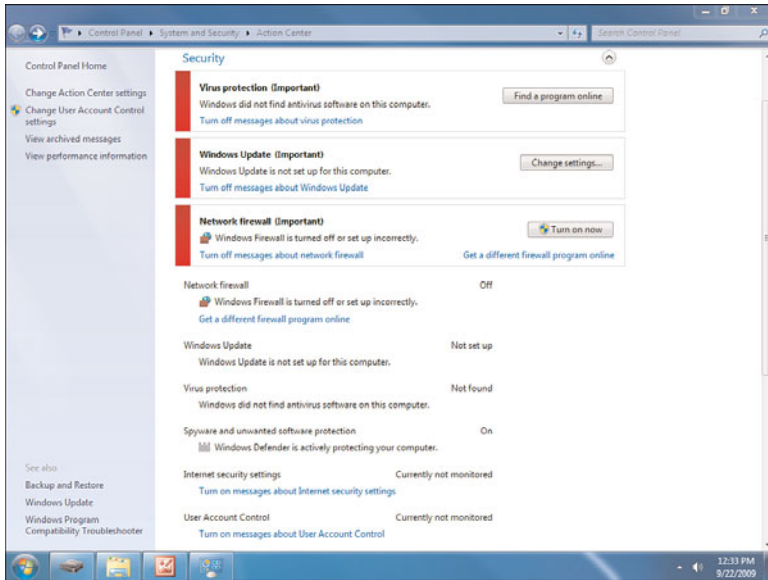 Control Panel ▸ System and Security ▸ Action Center
Search Control Panel
Control Panel Home
Change Action Center settings
Change User Account Control
settings
View archived messages
View performance information
Security
Virus protection (Important)
Windows did not find antivirus software on this computer.
Find a program online
Turn off messages about virus protection
Windows Update (Important)
Windows Update is not set up for this computer.
Change settings...
Turn off messages about Windows Update
Network firewall (Important)
Windows Firewall is turned off or set up incorrectly.
Turn on now
Turn off messages about network firewall
Get a different firewall program online
Network firewall Off
Windows Firewall is turned off or set up incorrectly.
Get a different firewall program online
Windows Update Not set up
Windows Update is not set up for this computer.
Virus protection Not found
Windows did not find antivirus software on this computer.
Spyware and unwanted software protection On
Windows Defender is actively protecting your computer.
Internet security settings Currently not monitored
Turn on messages about Internet security settings
User Account Control Currently not monitored
Turn on messages about User Account Control
See also
Backup and Restore
Windows Update
Windows Program
Compatibility Troubleshooter
12:33 PM
9/22/2009